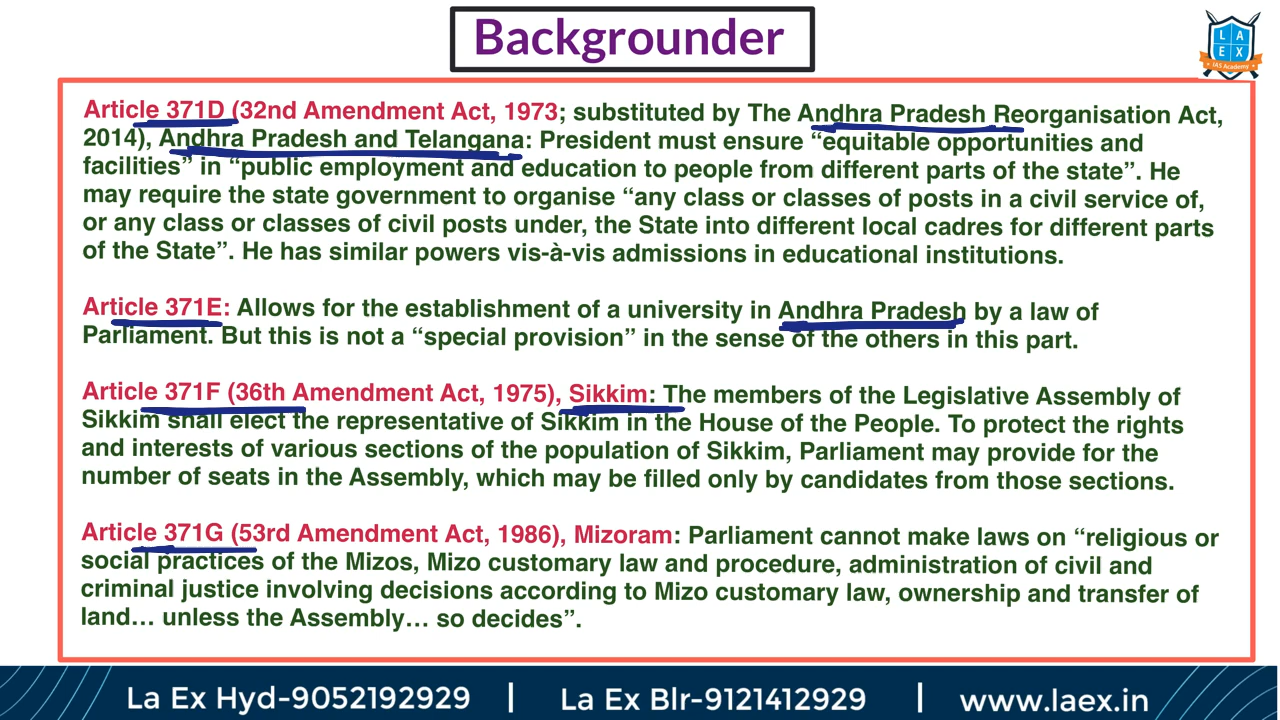 Backgrounder
L A
E X
IAS Academy
Article 371D (32nd Amendment Act, 1973; substituted by The Andhra Pradesh Reorganisation Act,
2014), Andhra Pradesh and Telangana: President must ensure “equitable opportunities and
facilities” in “public employment and education to people from different parts of the state”. He
may require the state government to organise “any class or classes of posts in a civil service of,
or any class or classes of civil posts under, the State into different local cadres for different parts
of the State”. He has similar powers vis-à-vis admissions in educational institutions.
Article 371E: Allows for the establishment of a university in Andhra Pradesh by a law of
Parliament. But this is not a “special provision” in the sense of the others in this part.
Article 371F (36th Amendment Act, 1975), Sikkim: The members of the Legislative Assembly of
Sikkim shall elect the representative of Sikkim in the House of the People. To protect the rights
and interests of various sections of the population of Sikkim, Parliament may provide for the
number of seats in the Assembly, which may be filled only by candidates from those sections.
Article 371G (53rd Amendment Act, 1986), Mizoram: Parliament cannot make laws on “religious or
social practices of the Mizos, Mizo customary law and procedure, administration of civil and
criminal justice involving decisions according to Mizo customary law, ownership and transfer of
land… unless the Assembly… so decides”.
La Ex Hyd-9052192929 | La Ex Blr-9121412929 | www.laex.in